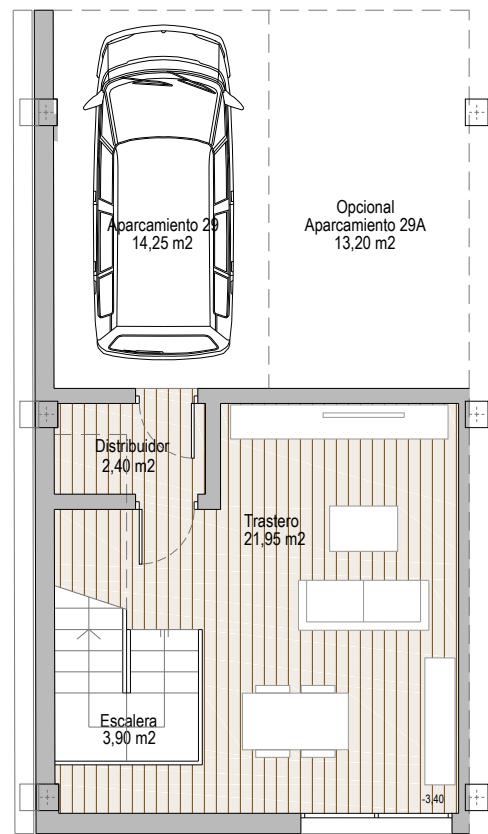 Aparcamiento 29
14,25 m2
Opcional
Aparcamiento 29A
13,20 m2
Distribuidor
2,40 m2
Trastero
21,95 m2
Escalera
3,90 m2
-3,40